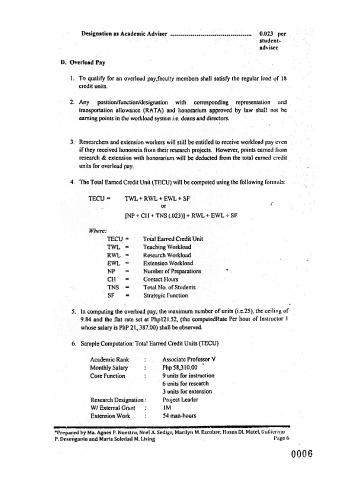 Designation as Academic Adviser ........................................ 0.023 per
student-
advisee
D. Overload Pay
1. To qualify for an overload pay,faculty members shall satisfy the regular load of 18
credit units.
2. Any position/function/designation with corresponding representation and
transportation allowance (RATA) and honorarium approved by law shall not be
earning points in the workload system i.e. deans and directors.
3. Researchers and extension workers will still be entitled to receive workload pay even
if they received honoraria from their research projects. However, points earned from
research & extension with honorarium will be deducted from the total earned credit
units for overload pay.
4. The Total Earned Credit Unit (TECU) will be computed using the following formula:
TECU = TWL + RWL + EWL + SF
or
[NP + CH + TNS (.023)] + RWL + EWL + SF
Where:
TECU = Total Earned Credit Unit
TWL = Teaching Workload
RWL = Research Workload
EWL = Extension Workload
NP = Number of Preparations
CH = Contact Hours
TNS = Total No. of Students
SF = Strategic Function
5. In computing the overload pay, the maximum number of units (i.e.25), the ceiling of
9.84 and the flat rate set at Php121.52, (the computedRate Per hour of Instructor 1
whose salary is PhP 21, 387.00) shall be observed.
6. Sample Computation: Total Earned Credit Units (TECU)
Academic Rank : Associate Professor V
Monthly Salary : Php 58,310.00
Core Function : 9 units for instruction
6 units for research
3 units for extension
Research Designation : Project Leader
W/ External Grant : 1M
Extension Work : 54 man-hours
*Prepared by Ma. Agnes P. Nuestro, Noel A. Sedigo, Marilyn M. Escobar, Hosea DL. Matel, Guillermo
P. Desenganio and Maria Soledad M. Lising Page 6
0006